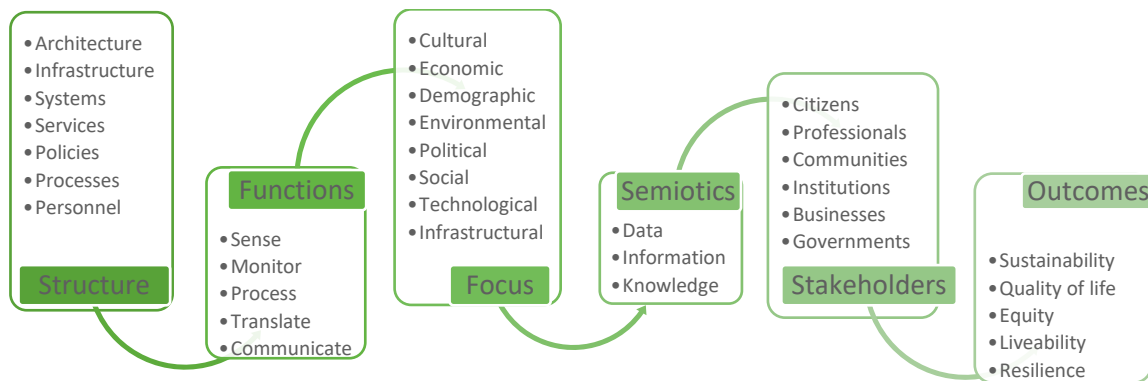 • Architecture
• Infrastructure
• Systems
• Services
• Policies
• Processes
• Personnel
Structure
Functions
• Sense
• Monitor
• Process
• Translate
• Communicate
• Cultural
• Economic
• Demographic
• Environmental
• Political
• Social
• Technological
• Infrastructural
Focus
Semiotics
• Data
• Information
• Knowledge
• Citizens
• Professionals
• Communities
• Institutions
• Businesses
• Governments
Stakeholders
Outcomes
• Sustainability
• Quality of life
• Equity
• Liveability
• Resilience